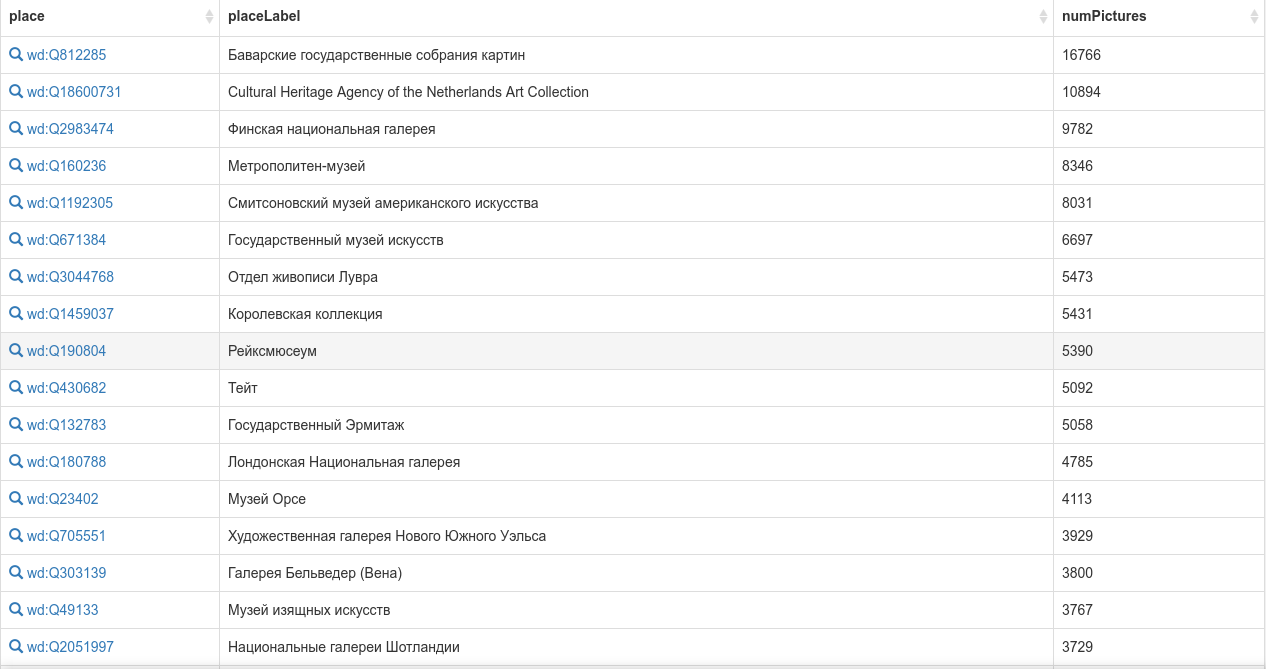 place placeLabel numPictures
wd:Q812285 Баварские государственные собрания картин 16766
wd:Q18600731 Cultural Heritage Agency of the Netherlands Art Collection 10894
wd:Q2983474 Финская национальная галерея 9782
wd:Q160236 Метрополитен-музей 8346
wd:Q1192305 Смитсоновский музей американского искусства 8031
wd:Q671384 Государственный музей искусств 6697
wd:Q3044768 Отдел живописи Лувра 5473
wd:Q1459037 Королевская коллекция 5431
wd:Q190804 Рейксмюсеум 5390
wd:Q430682 Тейт 5092
wd:Q132783 Государственный Эрмитаж 5058
wd:Q180788 Лондонская Национальная галерея 4785
wd:Q23402 Музей Орсе 4113
wd:Q705551 Художественная галерея Нового Южного Уэльса 3929
wd:Q303139 Галерея Бельведер (Вена) 3800
wd:Q49133 Музей изящных искусств 3767
wd:Q2051997 Национальные галереи Шотландии 3729